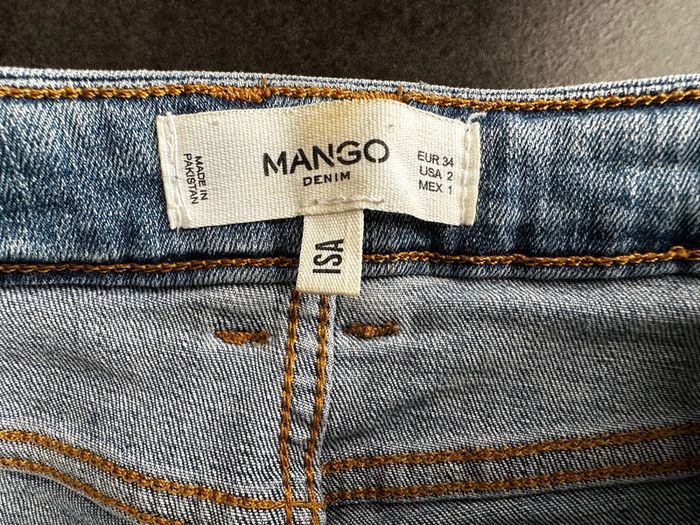 MADE IN
PAKISTAN
MANGO
DENIM
EUR 34
USA 2
MEX 1
ISA